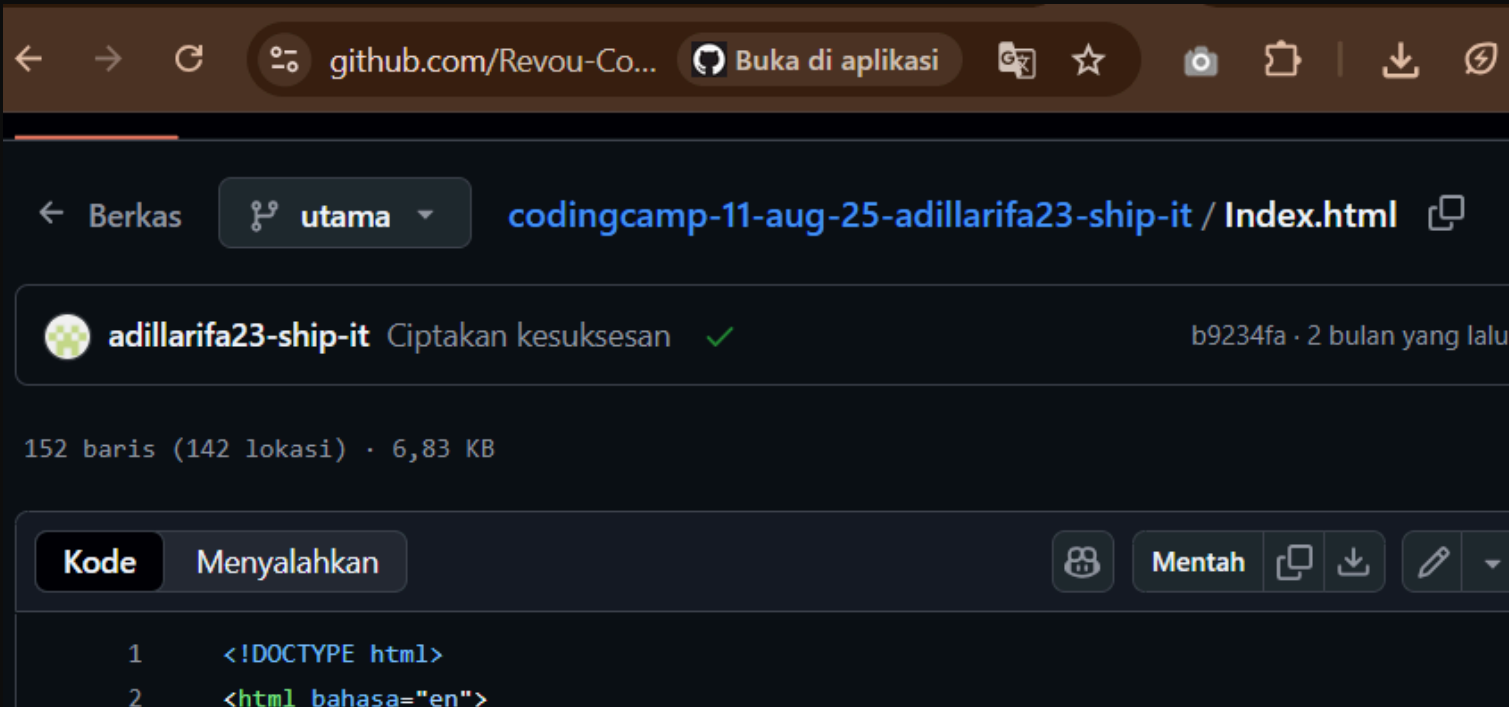 github.com/Revou-Co... Buka di aplikasi
Berkas utama codingcamp-11-aug-25-adillarifa23-ship-it / Index.html
adillarifa23-ship-it Ciptakan kesuksesan b9234fa · 2 bulan yang lalu
152 baris (142 lokasi) · 6,83 KB
Kode Menyalahkan Mentah
1 <!DOCTYPE html>
2 <html bahasa="en">